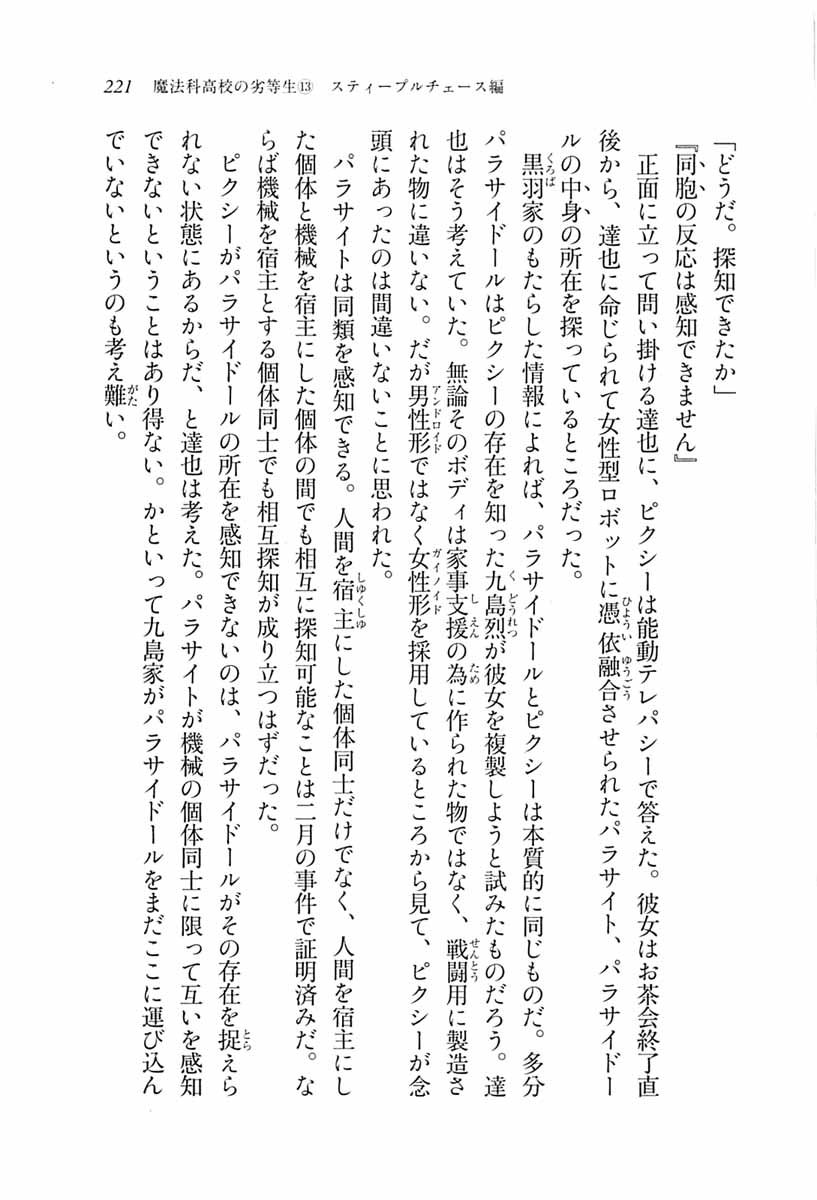 221　魔法科高校の劣等生⑬　スティープルチェース編
「どうだ。探知できたか」
『同胞の反応は感知できません』
　正面に立って問い掛ける達也に、ピクシーは能動テレパシーで答えた。彼女はお茶会終了直
後から、達也に命じられて女性型ロボットに憑依融合させられたパラサイト、パラサイドー
ルの中身の所在を探っているところだった。
　黒羽家のもたらした情報によれば、パラサイドールとピクシーは本質的に同じものだ。多分
パラサイドールはピクシーの存在を知った九島烈が彼女を複製しようと試みたものだろう。達
也はそう考えていた。無論そのボディは家事支援の為に作られた物ではなく、戦闘用に製造さ
れた物に違いない。だが男性形ではなく女性形を採用しているところから見て、ピクシーが念
頭にあったのは間違いないことに思われた。
　パラサイトは同類を感知できる。人間を宿主にした個体同士だけでなく、人間を宿主にし
た個体と機械を宿主にした個体の間でも相互に探知可能なことは二月の事件で証明済みだ。な
らば機械を宿主とする個体同士でも相互探知が成り立つはずだった。
　ピクシーがパラサイドールの所在を感知できないのは、パラサイドールがその存在を捉えら
れない状態にあるからだ、と達也は考えた。パラサイトが機械の個体同士に限って互いを感知
できないということはあり得ない。かといって九島家がパラサイドールをまだここに運び込ん
でいないというのも考え難い。